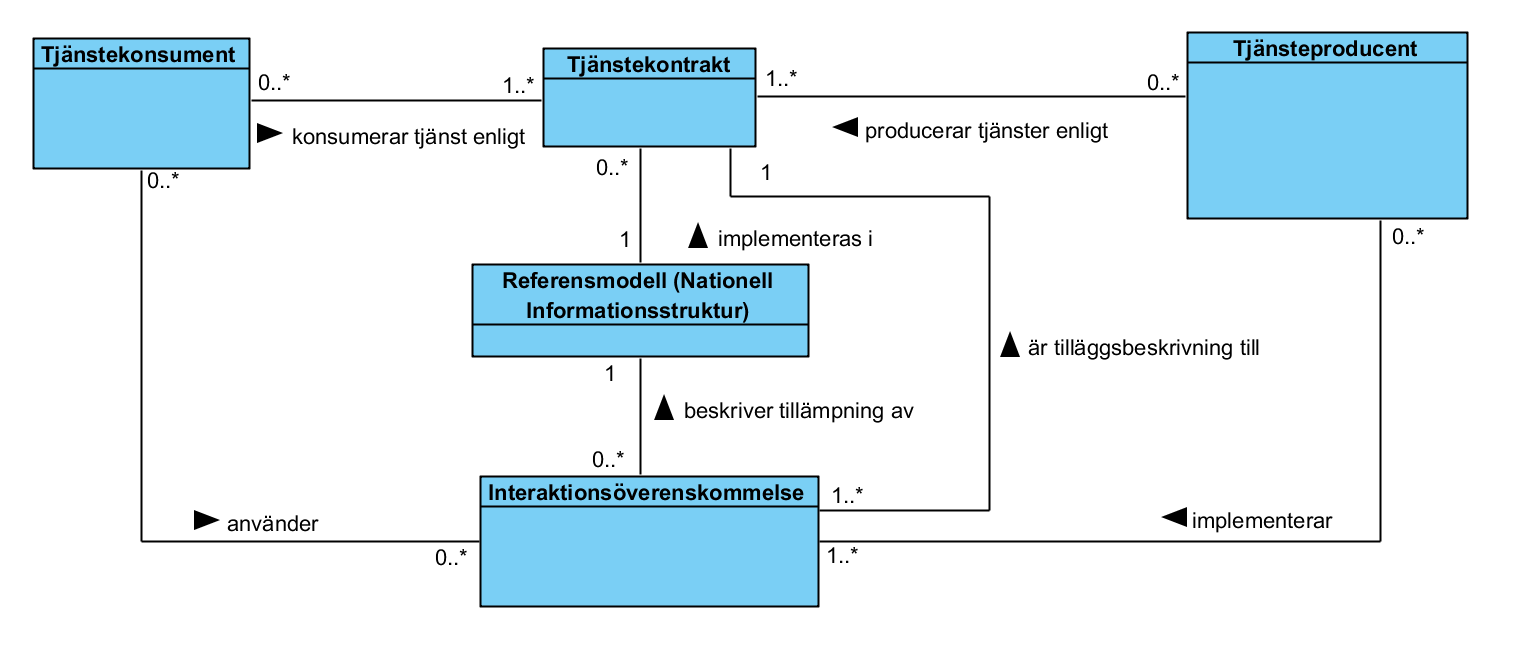 Tjänstekonsument
Tjänstekontrakt
Tjänsteproducent
0..*
1..*
1..*
0..*
konsumerar tjänst enligt
producerar tjänster enligt
0..*
0..*
1
0..*
1
implementeras i
Referensmodell (Nationell
Informationsstruktur)
är tilläggsbeskrivning till
1
beskriver tillämpning av
0..*
Interaktionsöverenskommelse
1..*
använder
implementerar
0..*
1..*